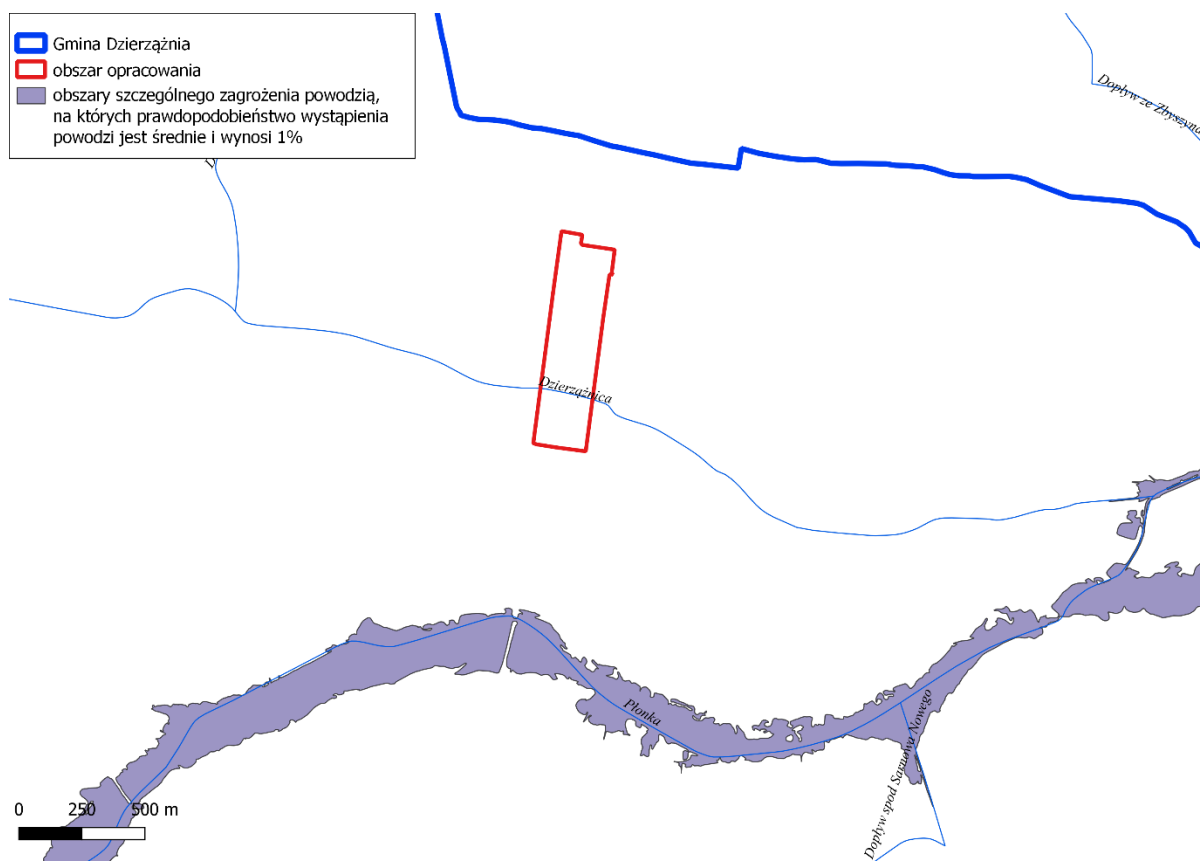 Gmina Dzierzążnia
obszar opracowania
obszary szczególnego zagrożenia powodzią,
na których prawdopodobieństwo wystąpienia
powodzi jest średnie i wynosi 1%
Dopływ ze Zbyszyna
Dzierzążnica
Płonka
Dopływ spod Sarnowa Nowego
0 250 500 m